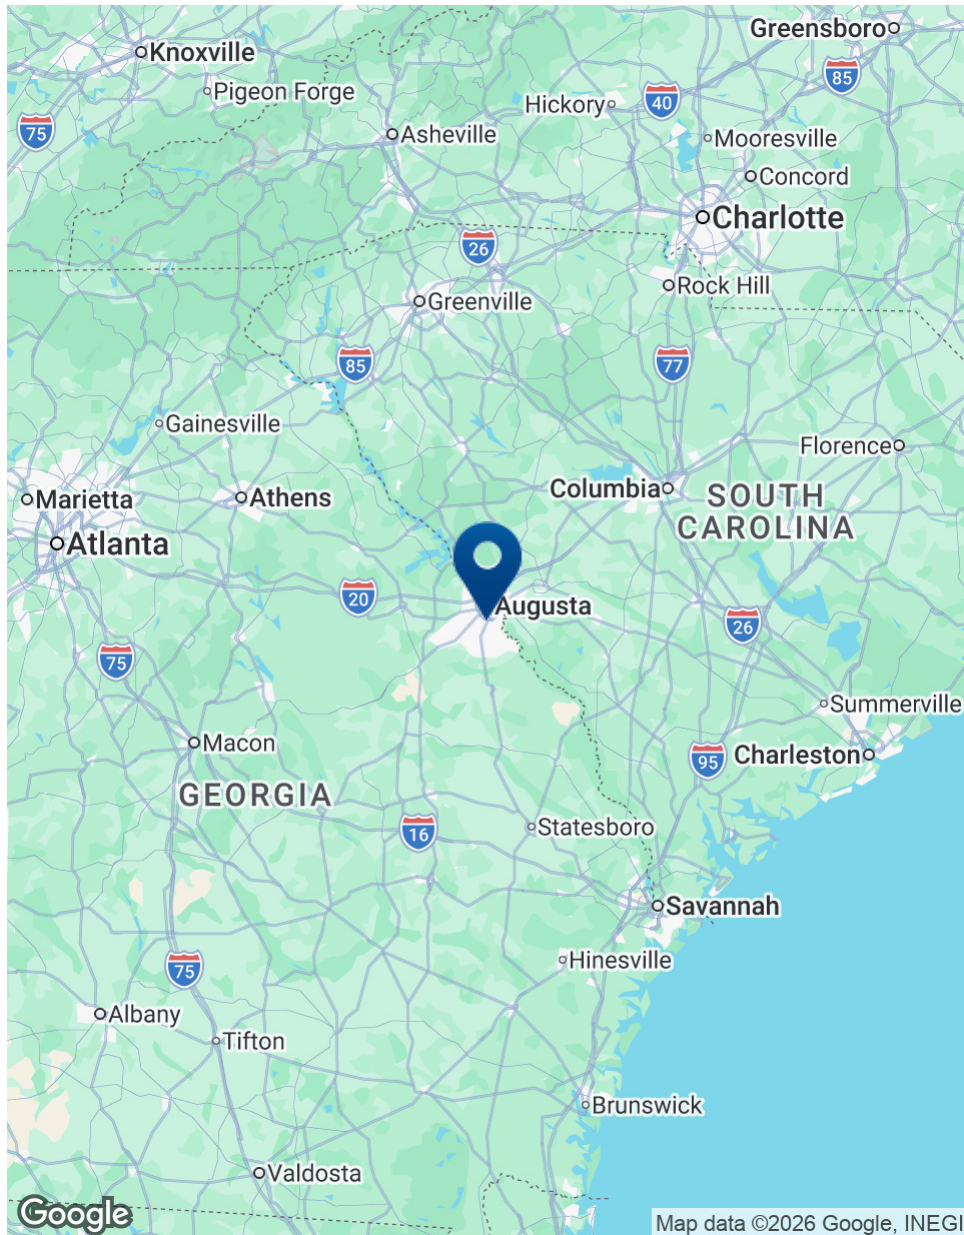 Greensboro
Knoxville
85
Pigeon Forge
40
Hickory
75
Asheville
Mooresville
Concord
Charlotte
26
Rock Hill
Greenville
85
77
Gainesville
Florence
Columbia
Marietta
Athens
SOUTH
CAROLINA
Atlanta
20
Augusta
26
75
Summerville
Macon
Charleston
95
GEORGIA
16
Statesboro
Savannah
Hinesville
75
Albany
Tifton
Brunswick
Valdosta
Google
Map data ©2026 Google, INEGI